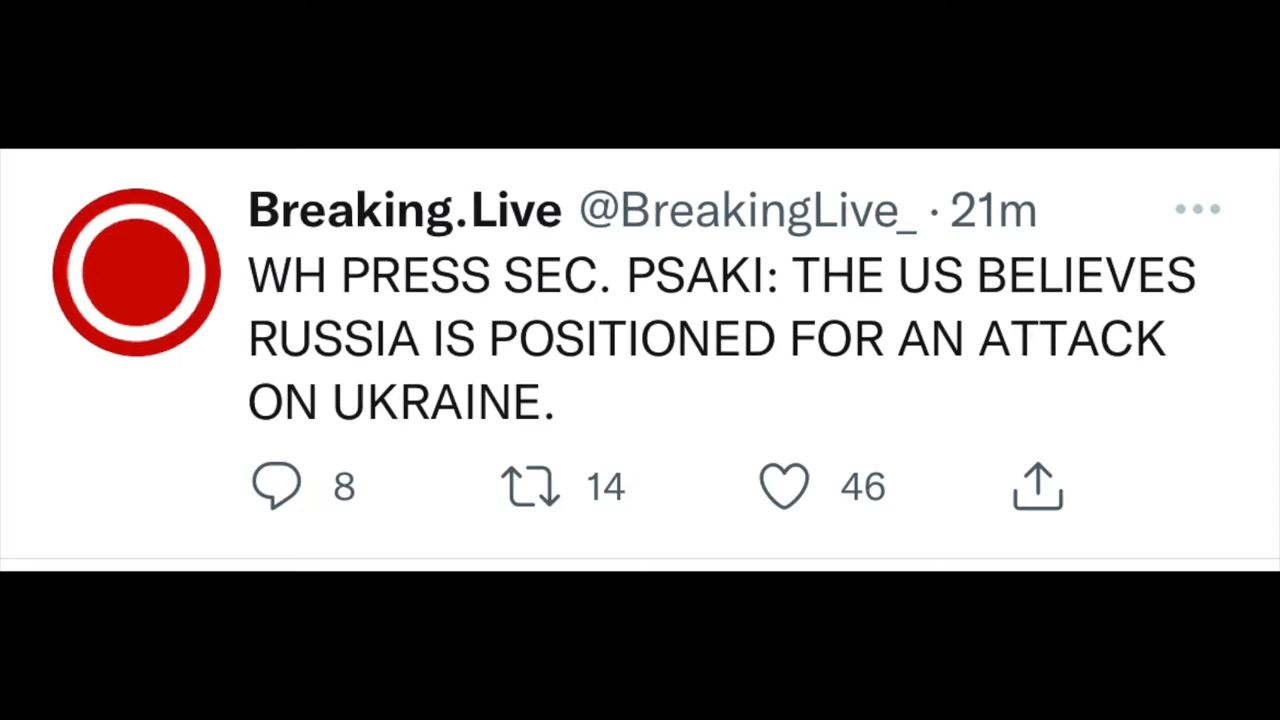 Breaking.Live @BreakingLive_ · 21m
WH PRESS SEC. PSAKI: THE US BELIEVES
RUSSIA IS POSITIONED FOR AN ATTACK
ON UKRAINE.
8 14 46